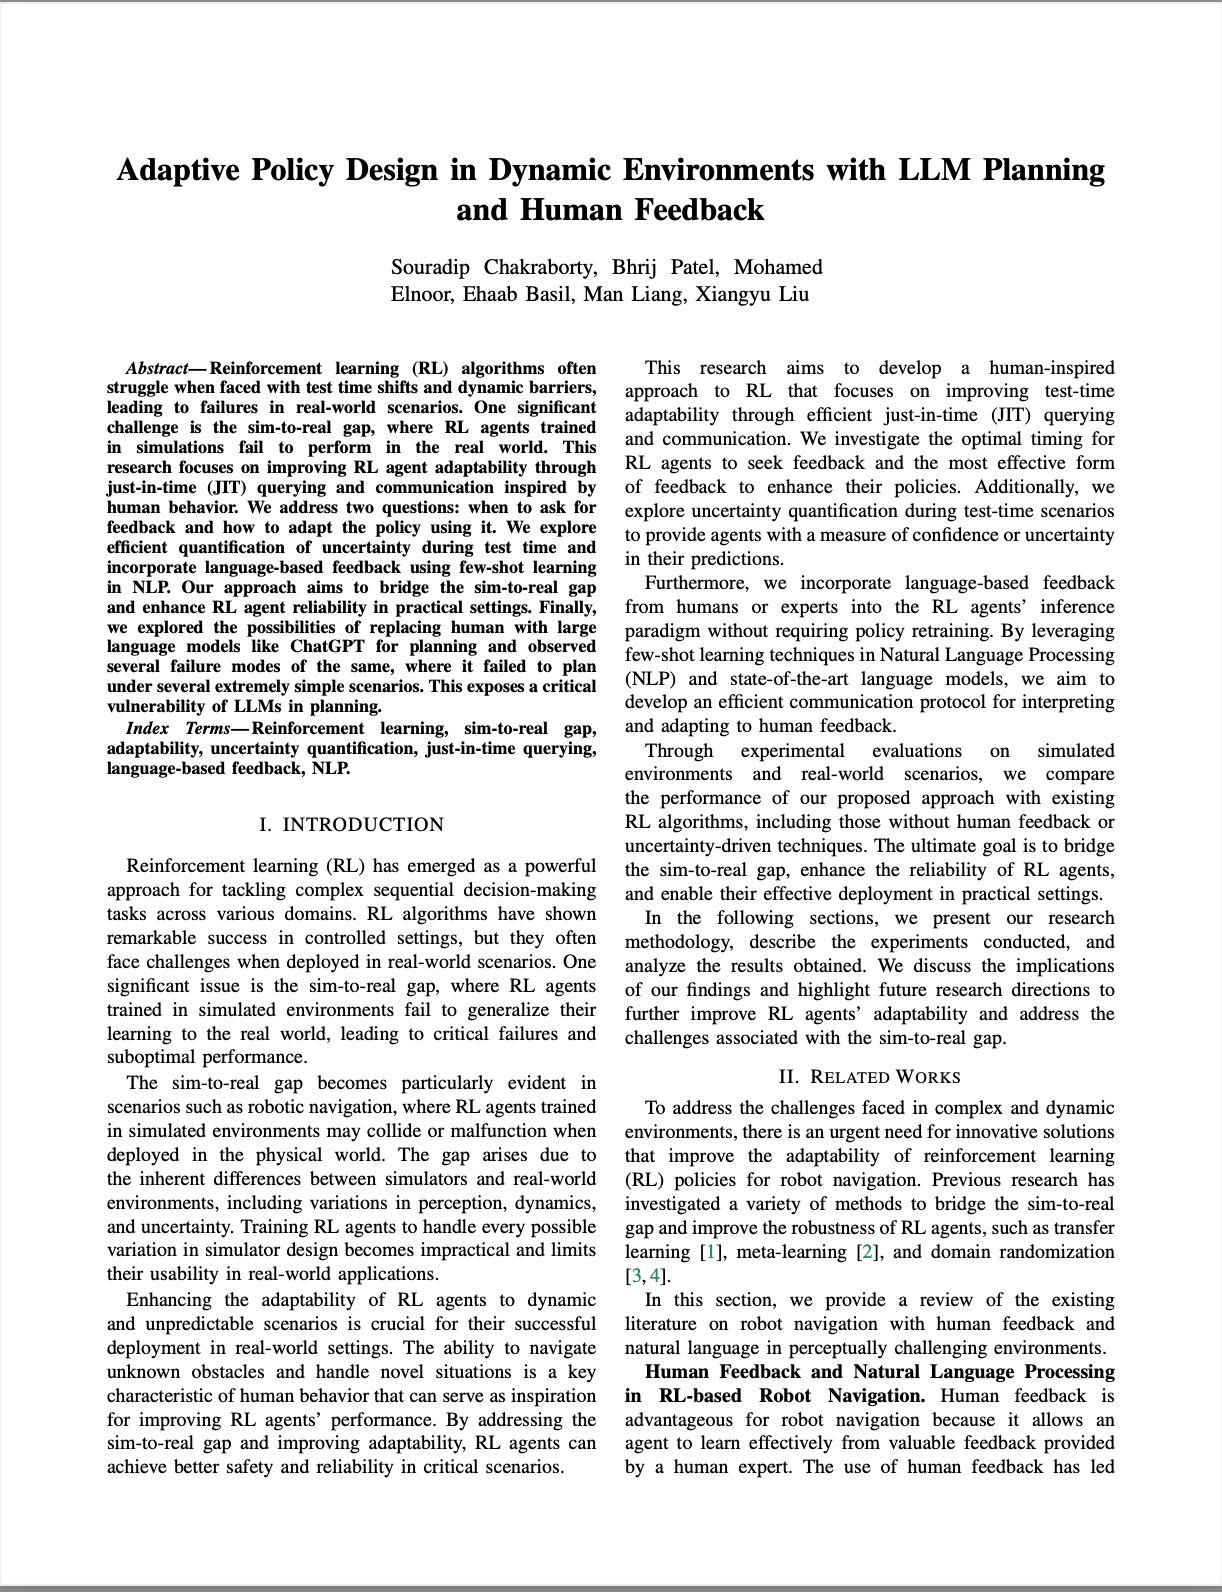 Adaptive Policy Design in Dynamic Environments with LLM Planning
and Human Feedback
Souradip Chakraborty, Bhrij Patel, Mohamed
Elnoor, Ehaab Basil, Man Liang, Xiangyu Liu
Abstract—Reinforcement learning (RL) algorithms often
struggle when faced with test time shifts and dynamic barriers,
leading to failures in real-world scenarios. One significant
challenge is the sim-to-real gap, where RL agents trained
in simulations fail to perform in the real world. This
research focuses on improving RL agent adaptability through
just-in-time (JIT) querying and communication inspired by
human behavior. We address two questions: when to ask for
feedback and how to adapt the policy using it. We explore
efficient quantification of uncertainty during test time and
incorporate language-based feedback using few-shot learning
in NLP. Our approach aims to bridge the sim-to-real gap
and enhance RL agent reliability in practical settings. Finally,
we explored the possibilities of replacing human with large
language models like ChatGPT for planning and observed
several failure modes of the same, where it failed to plan
under several extremely simple scenarios. This exposes a critical
vulnerability of LLMs in planning.
Index Terms—Reinforcement learning, sim-to-real gap,
adaptability, uncertainty quantification, just-in-time querying,
language-based feedback, NLP.
I. INTRODUCTION
Reinforcement learning (RL) has emerged as a powerful
approach for tackling complex sequential decision-making
tasks across various domains. RL algorithms have shown
remarkable success in controlled settings, but they often
face challenges when deployed in real-world scenarios. One
significant issue is the sim-to-real gap, where RL agents
trained in simulated environments fail to generalize their
learning to the real world, leading to critical failures and
suboptimal performance.
The sim-to-real gap becomes particularly evident in
scenarios such as robotic navigation, where RL agents trained
in simulated environments may collide or malfunction when
deployed in the physical world. The gap arises due to
the inherent differences between simulators and real-world
environments, including variations in perception, dynamics,
and uncertainty. Training RL agents to handle every possible
variation in simulator design becomes impractical and limits
their usability in real-world applications.
Enhancing the adaptability of RL agents to dynamic
and unpredictable scenarios is crucial for their successful
deployment in real-world settings. The ability to navigate
unknown obstacles and handle novel situations is a key
characteristic of human behavior that can serve as inspiration
for improving RL agents' performance. By addressing the
sim-to-real gap and improving adaptability, RL agents can
achieve better safety and reliability in critical scenarios.
This research aims to develop a human-inspired
approach to RL that focuses on improving test-time
adaptability through efficient just-in-time (JIT) querying
and communication. We investigate the optimal timing for
RL agents to seek feedback and the most effective form
of feedback to enhance their policies. Additionally, we
explore uncertainty quantification during test-time scenarios
to provide agents with a measure of confidence or uncertainty
in their predictions.
Furthermore, we incorporate language-based feedback
from humans or experts into the RL agents' inference
paradigm without requiring policy retraining. By leveraging
few-shot learning techniques in Natural Language Processing
(NLP) and state-of-the-art language models, we aim to
develop an efficient communication protocol for interpreting
and adapting to human feedback.
Through experimental evaluations on simulated
environments and real-world scenarios, we compare
the performance of our proposed approach with existing
RL algorithms, including those without human feedback or
uncertainty-driven techniques. The ultimate goal is to bridge
the sim-to-real gap, enhance the reliability of RL agents,
and enable their effective deployment in practical settings.
In the following sections, we present our research
methodology, describe the experiments conducted, and
analyze the results obtained. We discuss the implications
of our findings and highlight future research directions to
further improve RL agents' adaptability and address the
challenges associated with the sim-to-real gap.
II. RELATED WORKS
To address the challenges faced in complex and dynamic
environments, there is an urgent need for innovative solutions
that improve the adaptability of reinforcement learning
(RL) policies for robot navigation. Previous research has
investigated a variety of methods to bridge the sim-to-real
gap and improve the robustness of RL agents, such as transfer
learning [1], meta-learning [2], and domain randomization
[3,4].
In this section, we provide a review of the existing
literature on robot navigation with human feedback and
natural language in perceptually challenging environments.
Human Feedback and Natural Language Processing
in RL-based Robot Navigation. Human feedback is
advantageous for robot navigation because it allows an
agent to learn effectively from valuable feedback provided
by a human expert. The use of human feedback has led